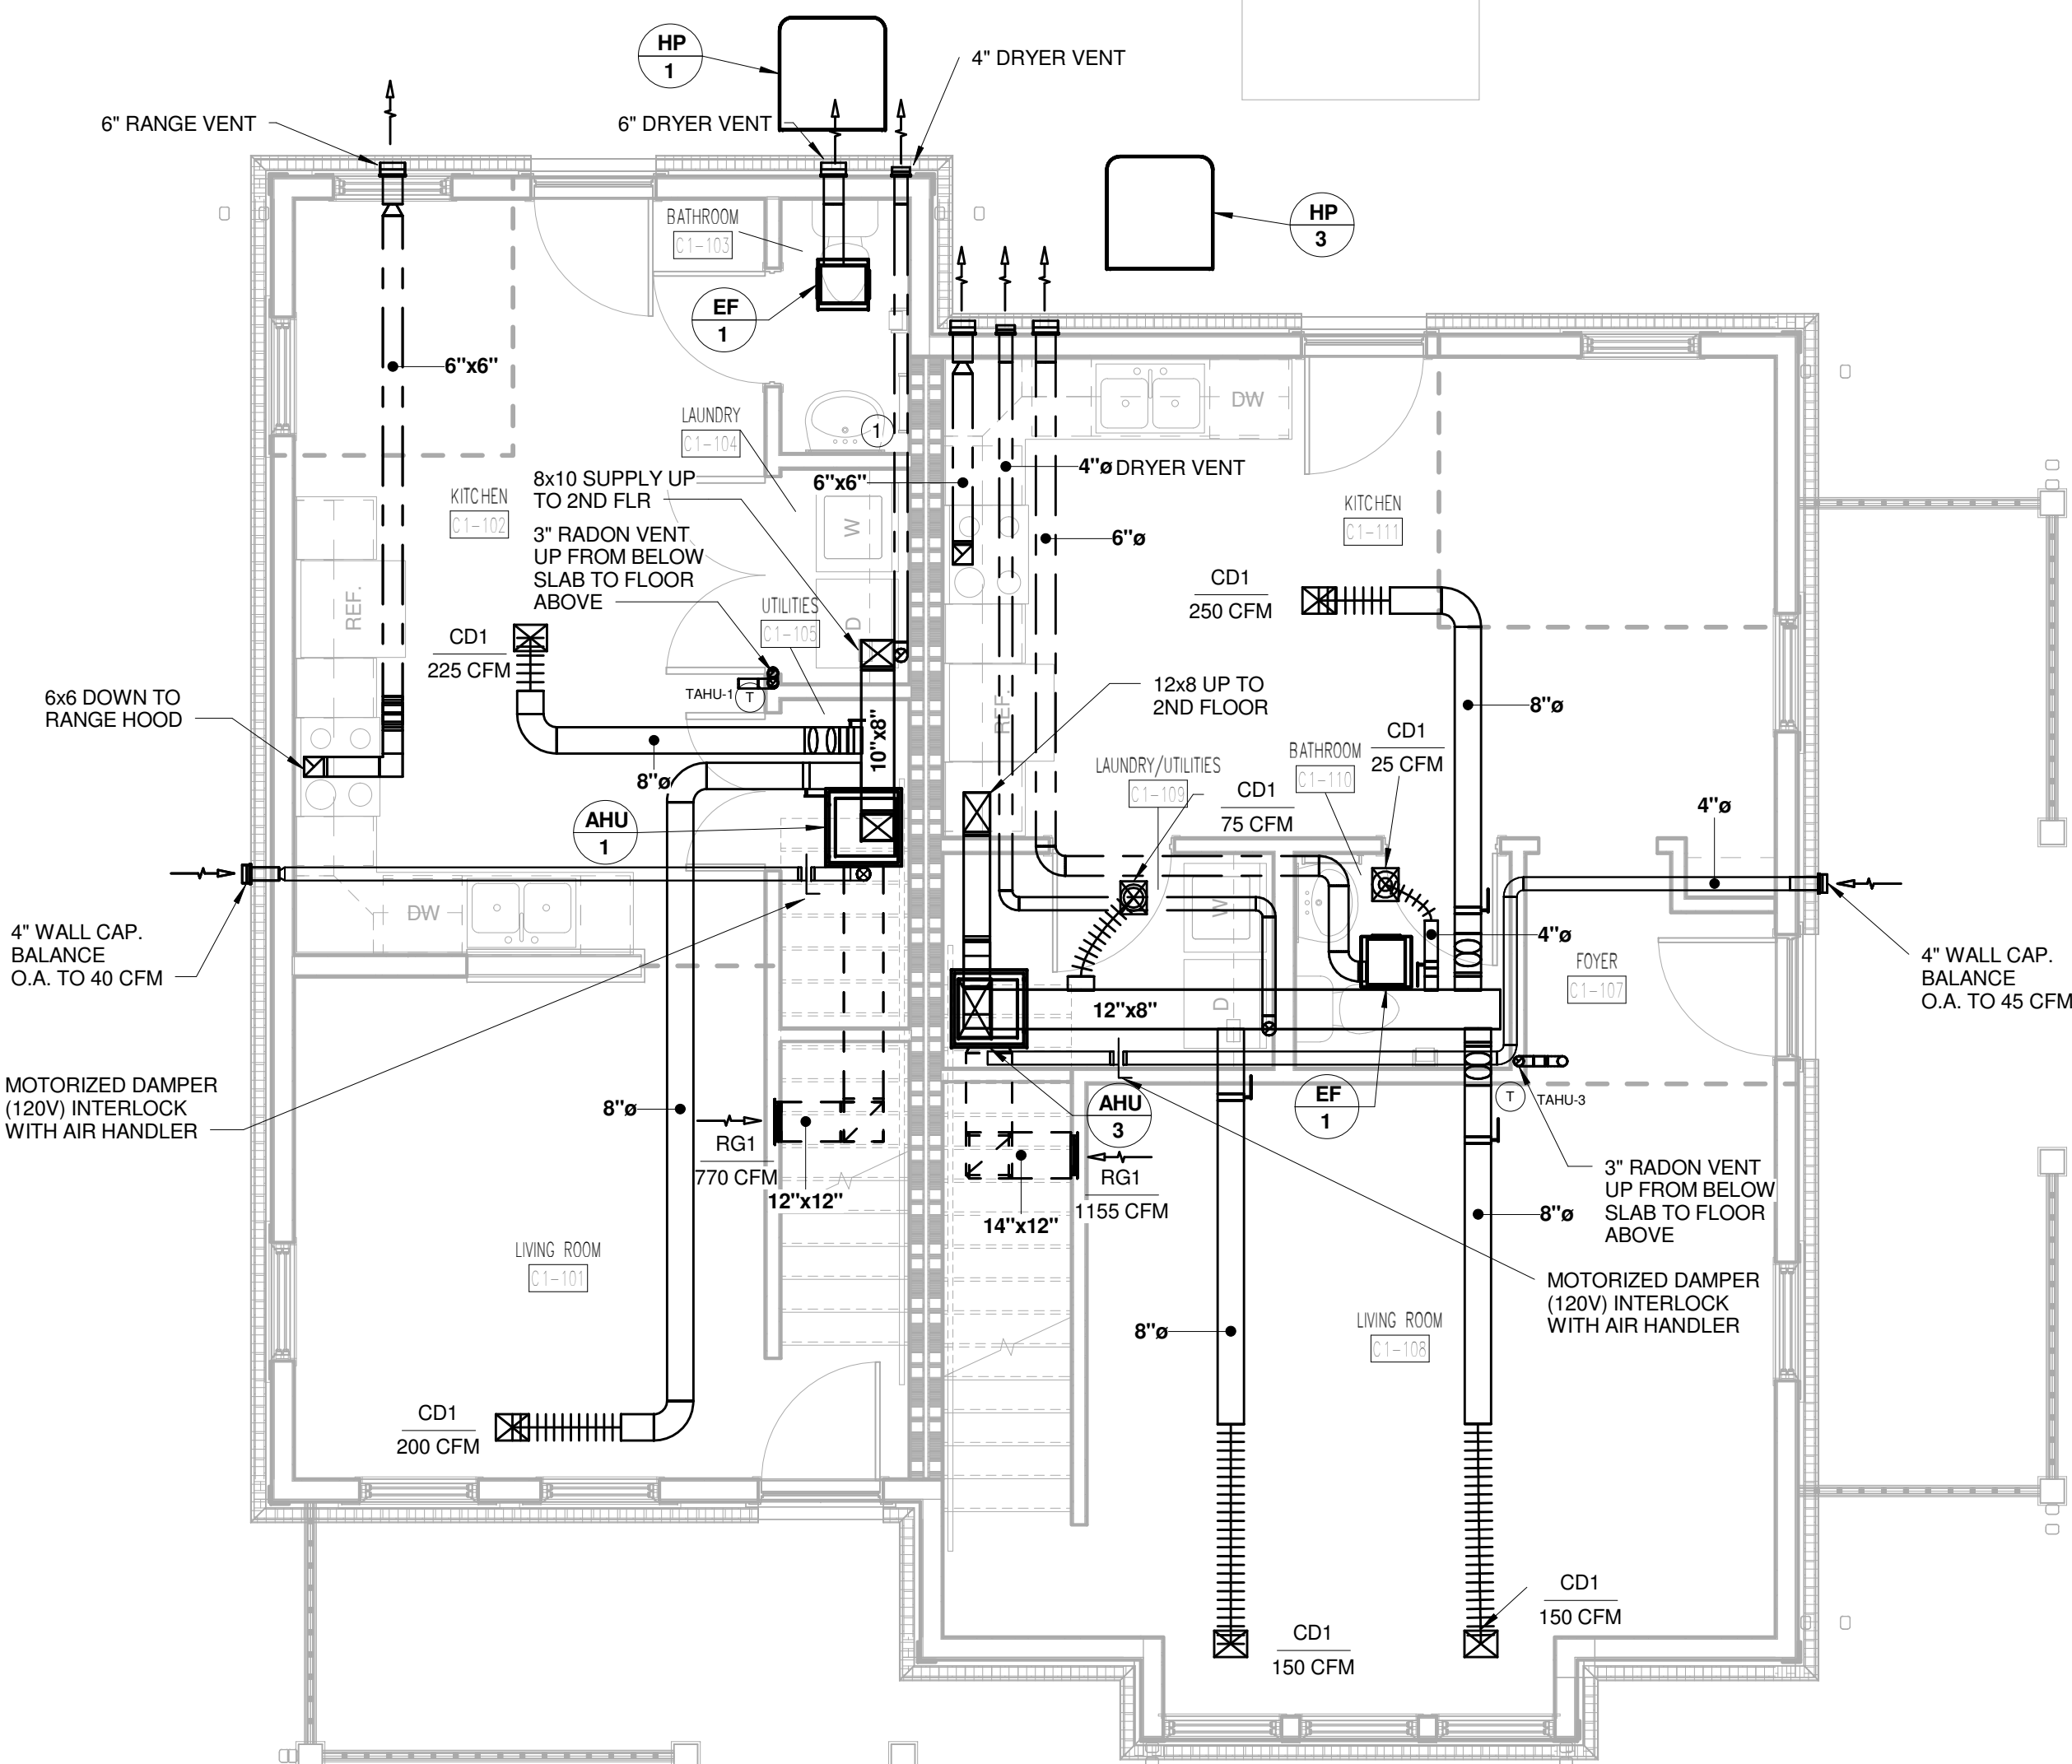 HP
1
4" DRYER VENT
6" RANGE VENT
6" DRYER VENT
HP
3
BATHROOM
C1-103
EF
1
6"x6"
LAUNDRY
C1-104
1
DW
8x10 SUPPLY UP
TO 2ND FLR
6"x6"
4"ø DRYER VENT
KITCHEN
C1-102
W
KITCHEN
C1-111
3" RADON VENT
UP FROM BELOW
SLAB TO FLOOR
ABOVE
6"ø
REF.
UTILITIES
C1-105
D
CD1
250 CFM
CD1
225 CFM
6x6 DOWN TO
RANGE HOOD
TAHU-1
T
10"x8"
8"ø
REF.
12x8 UP TO
2ND FLOOR
8"ø
BATHROOM
C1-110
CD1
25 CFM
LAUNDRY/UTILITIES
C1-109
CD1
75 CFM
4"ø
AHU
1
DW
W
4"ø
4" WALL CAP.
BALANCE
O.A. TO 40 CFM
FOYER
C1-107
4" WALL CAP.
BALANCE
O.A. TO 45 CFM
12"x8"
D
MOTORIZED DAMPER
(120V) INTERLOCK
WITH AIR HANDLER
8"ø
AHU
3
EF
1
T
TAHU-3
RG1
770 CFM
12"x12"
RG1
1155 CFM
14"x12"
3" RADON VENT
UP FROM BELOW
SLAB TO FLOOR
ABOVE
8"ø
LIVING ROOM
C1-101
MOTORIZED DAMPER
(120V) INTERLOCK
WITH AIR HANDLER
8"ø
LIVING ROOM
C1-108
CD1
200 CFM
CD1
150 CFM
CD1
150 CFM